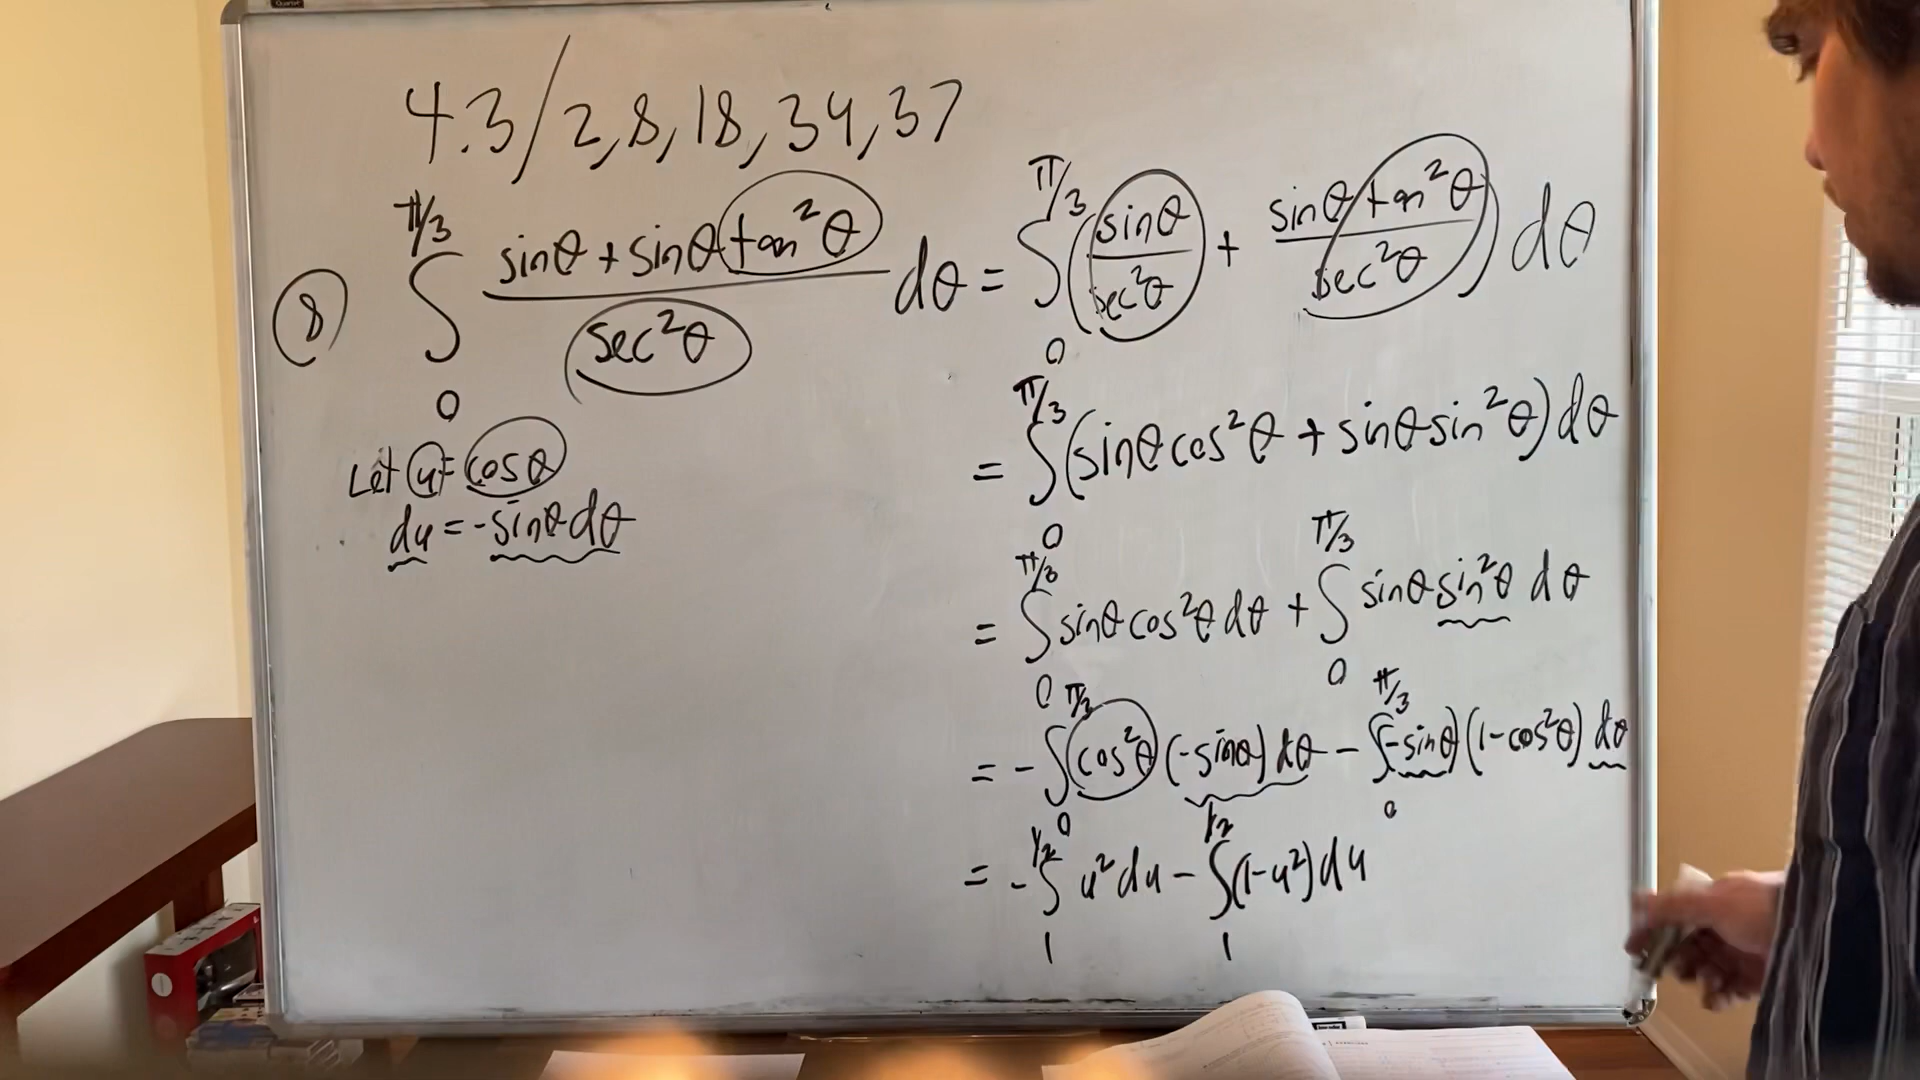 4.3/2,8,18,34,37
⑧ ∫₀^{π/3} (sinθ + sinθ tan²θ)/(sec²θ) dθ = ∫₀^{π/3} (sinθ/sec²θ + sinθ tan²θ/sec²θ) dθ
Let u = cosθ
du = -sinθ dθ
= ∫₀^{π/3} (sinθ cos²θ + sinθ sin²θ) dθ
= ∫₀^{π/3} sinθ cos²θ dθ + ∫₀^{π/3} sinθ sin²θ dθ
= -∫₀^{π/3} cos²θ (-sinθ) dθ - ∫₀^{π/3} (-sinθ)(1-cos²θ) dθ
= -∫₁^{1/2} u² du - ∫₁^{1/2} (1-u²) du